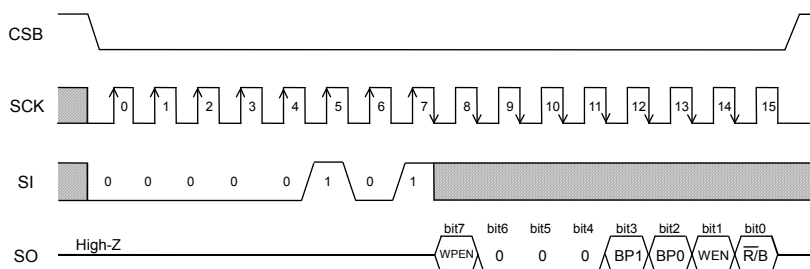 CSB
SCK 0 1 2 3 4 5 6 7 8 9 10 11 12 13 14 15
SI 0 0 0 0 0 1 0 1
bit7 bit6 bit5 bit4 bit3 bit2 bit1 bit0
SO High-Z WPEN 0 0 0 BP1 BP0 WEN R̅/B